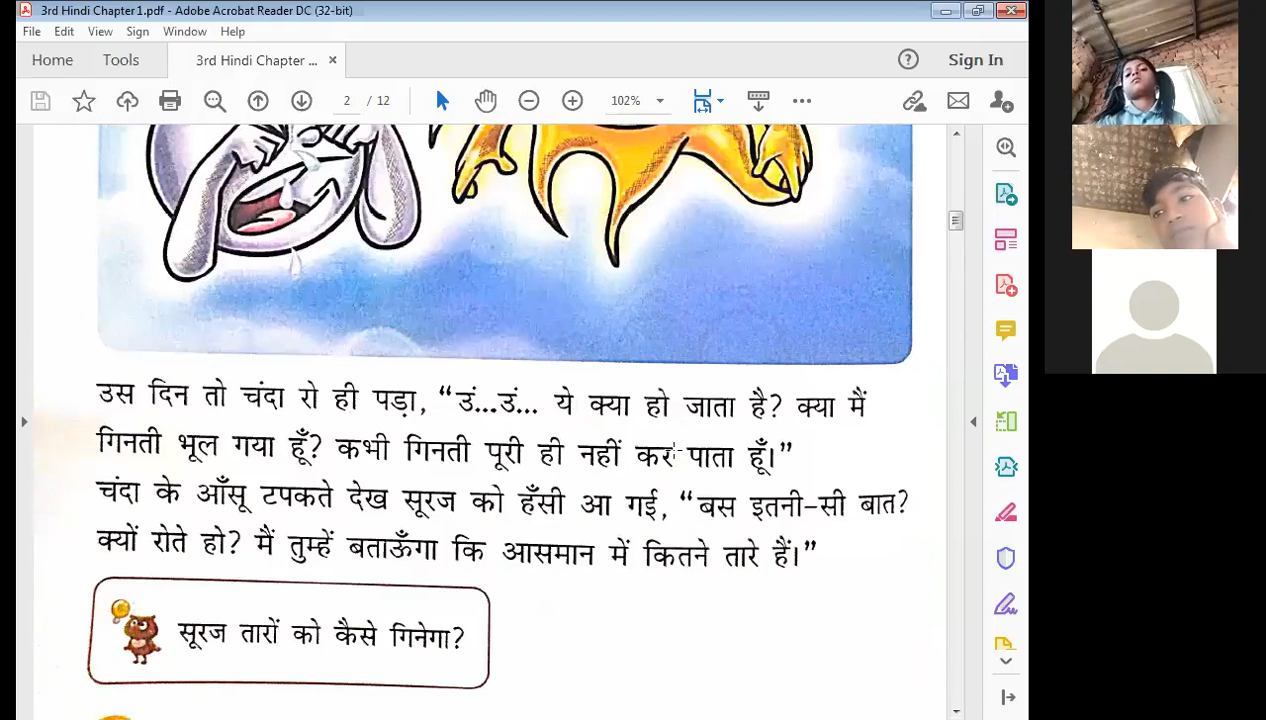 3rd Hindi Chapter 1.pdf - Adobe Acrobat Reader DC (32-bit)
File Edit View Sign Window Help
Home Tools 3rd Hindi Chapter ... × Sign In
2 / 12 102%
उस दिन तो चंदा रो ही पड़ा, “उं...उं... ये क्या हो जाता है? क्या मैं
गिनती भूल गया हूँ? कभी गिनती पूरी ही नहीं कर पाता हूँ।”
चंदा के आँसू टपकते देख सूरज को हँसी आ गई, “बस इतनी-सी बात?
क्यों रोते हो? मैं तुम्हें बताऊँगा कि आसमान में कितने तारे हैं।”
सूरज तारों को कैसे गिनेगा?